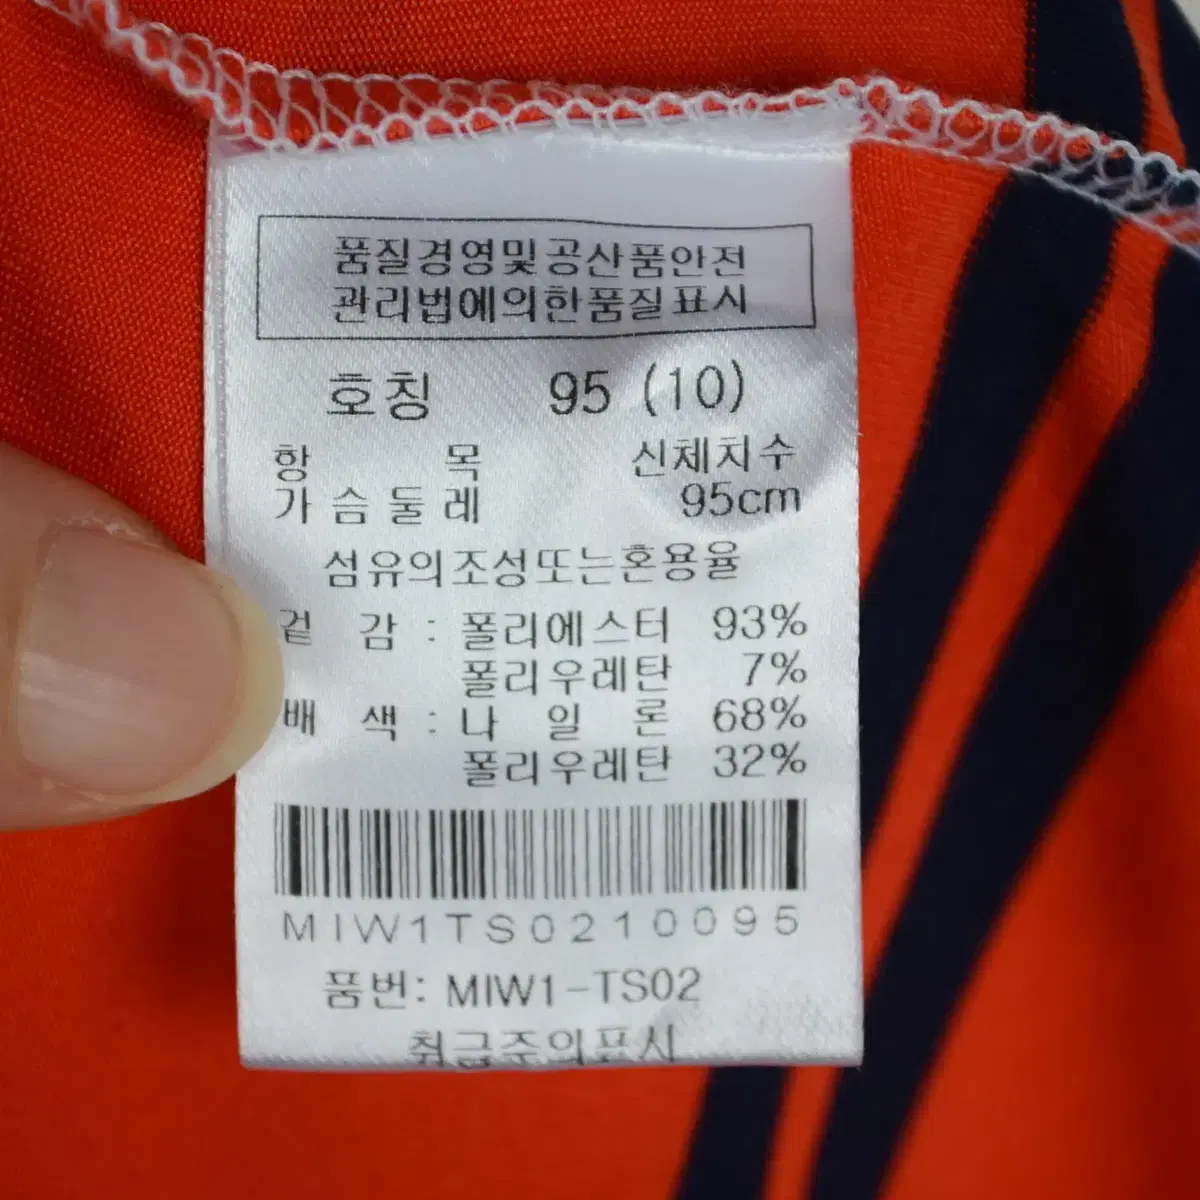 품질경영및공산품안전
관리법에의한품질표시
호칭 95 (10)
항 목 신체치수
가 슴 둘 레 95cm
섬유의조성또는혼용율
겉 감 : 폴리에스터 93%
폴리우레탄 7%
배 색 : 나 일 론 68%
폴리우레탄 32%
MIW1TS0210095
품번: MIW1-TS02
취급주의표시